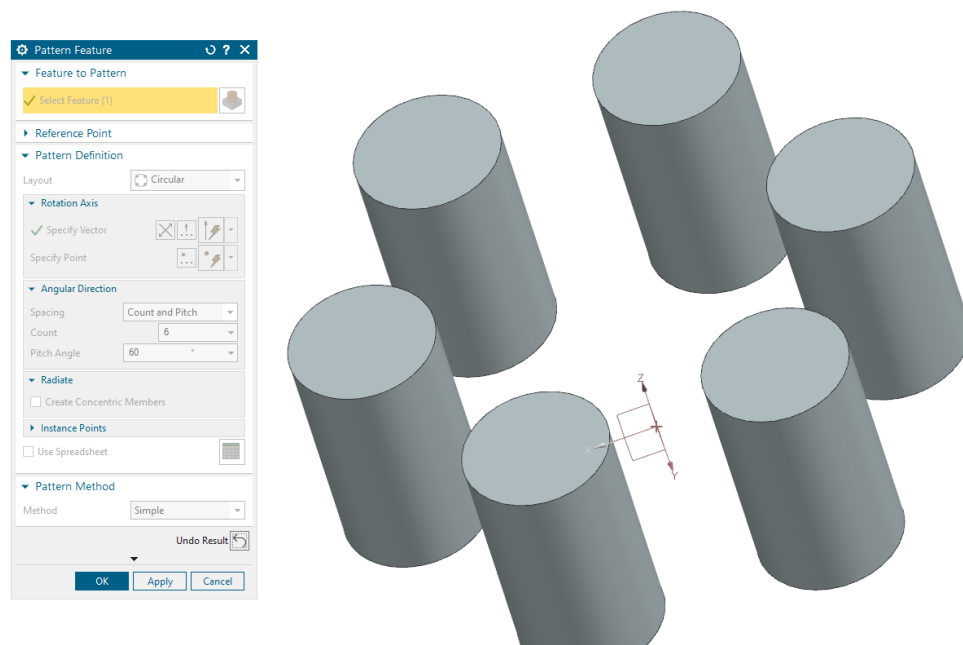 Pattern Feature ?
Feature to Pattern
Select Feature (1)
Reference Point
Pattern Definition
Layout Circular
Rotation Axis
Specify Vector
Specify Point
Angular Direction
Spacing Count and Pitch
Count 6
Pitch Angle 60 °
Radiate
Create Concentric Members
Instance Points
Use Spreadsheet
Pattern Method
Method Simple
Undo Result
OK Apply Cancel
Z
X
Y